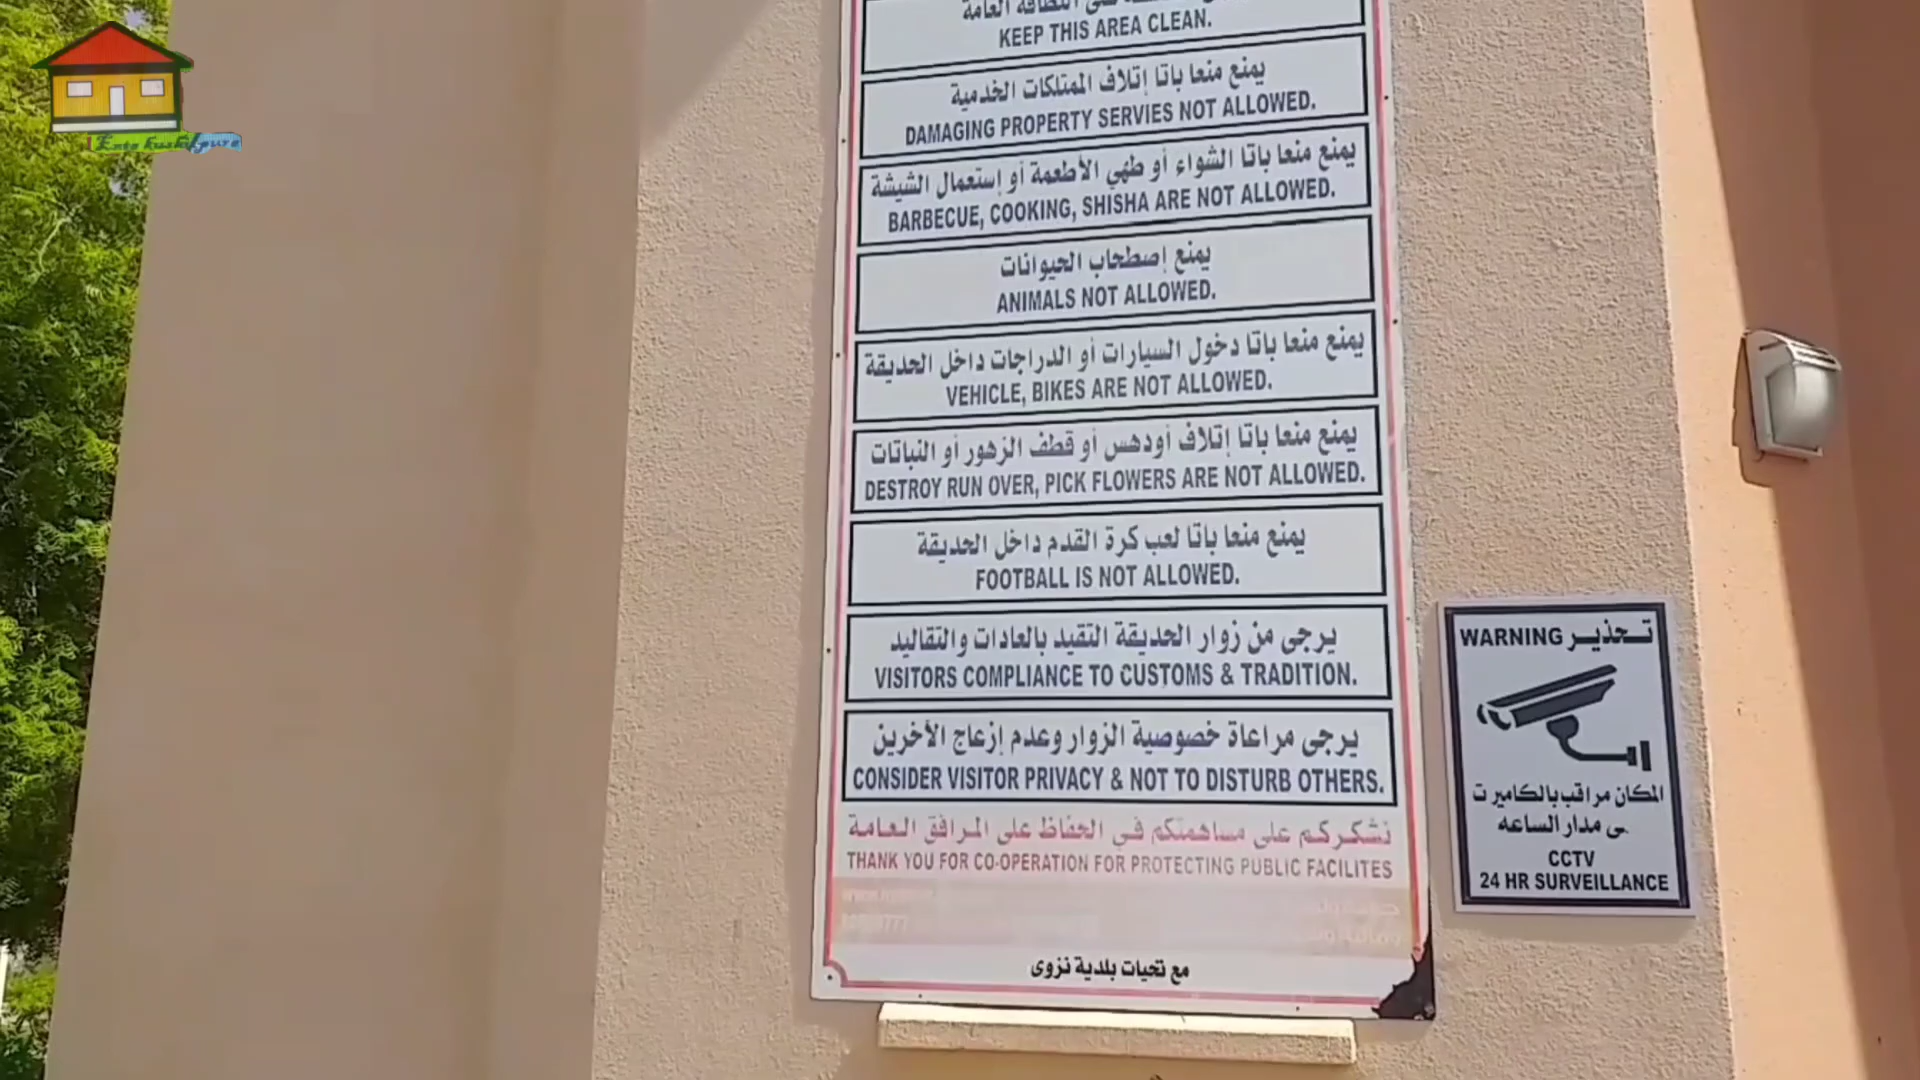 النظافة العامة
KEEP THIS AREA CLEAN.
يمنع منعا باتا إتلاف الممتلكات الخدمية
DAMAGING PROPERTY SERVIES NOT ALLOWED.
يمنع منعا باتا الشواء أو طهي الأطعمة أو إستعمال الشيشة
BARBECUE, COOKING, SHISHA ARE NOT ALLOWED.
يمنع إصطحاب الحيوانات
ANIMALS NOT ALLOWED.
يمنع منعا باتا دخول السيارات أو الدراجات داخل الحديقة
VEHICLE, BIKES ARE NOT ALLOWED.
يمنع منعا باتا إتلاف أودهس أو قطف الزهور أو النباتات
DESTROY RUN OVER, PICK FLOWERS ARE NOT ALLOWED.
يمنع منعا باتا لعب كرة القدم داخل الحديقة
FOOTBALL IS NOT ALLOWED.
يرجى من زوار الحديقة التقيد بالعادات والتقاليد
VISITORS COMPLIANCE TO CUSTOMS & TRADITION.
يرجى مراعاة خصوصية الزوار وعدم إزعاج الأخرين
CONSIDER VISITOR PRIVACY & NOT TO DISTURB OTHERS.
نشكركم على مساهمتكم في الحفاظ على المرافق العامة
THANK YOU FOR CO-OPERATION FOR PROTECTING PUBLIC FACILITES
مع تحيات بلدية نزوى
WARNING تحذير
المكان مراقب بالكاميرت
مدار الساعه
CCTV
24 HR SURVEILLANCE